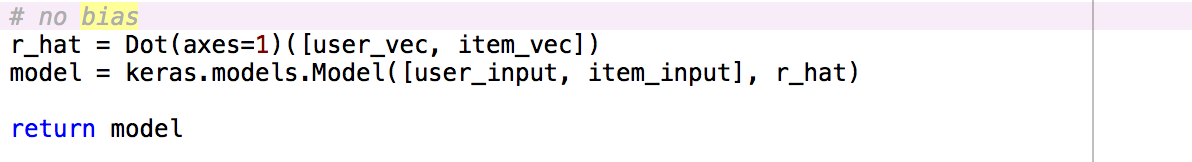 # no bias
r_hat = Dot(axes=1)([user_vec, item_vec])
model = keras.models.Model([user_input, item_input], r_hat)
return model